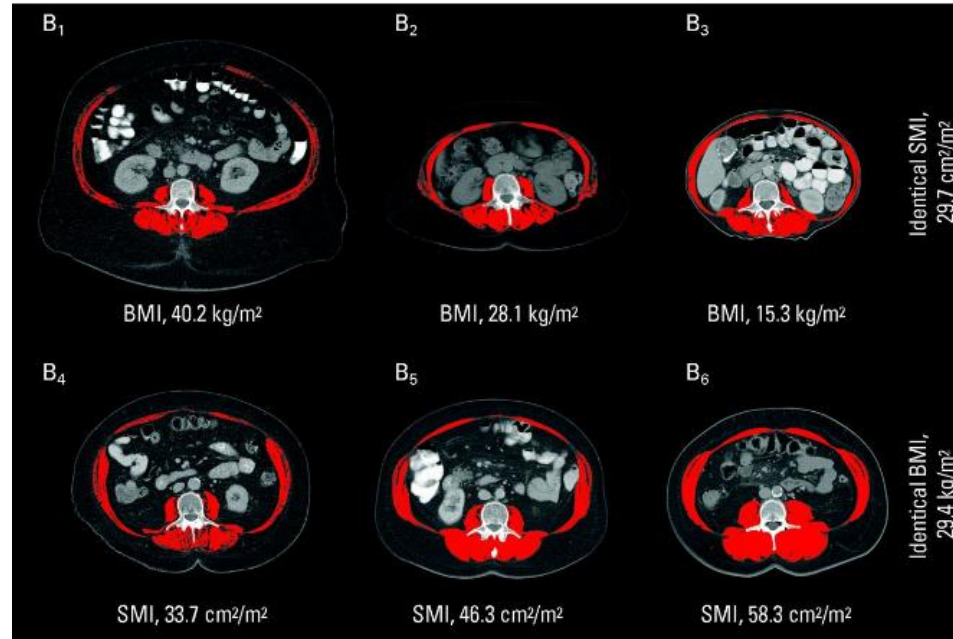 B₁
B₂
B₃
Identical SMI,
29.7 cm²/m²
BMI, 40.2 kg/m²
BMI, 28.1 kg/m²
BMI, 15.3 kg/m²
B₄
B₅
B₆
Identical BMI,
29.4 kg/m²
SMI, 33.7 cm²/m²
SMI, 46.3 cm²/m²
SMI, 58.3 cm²/m²